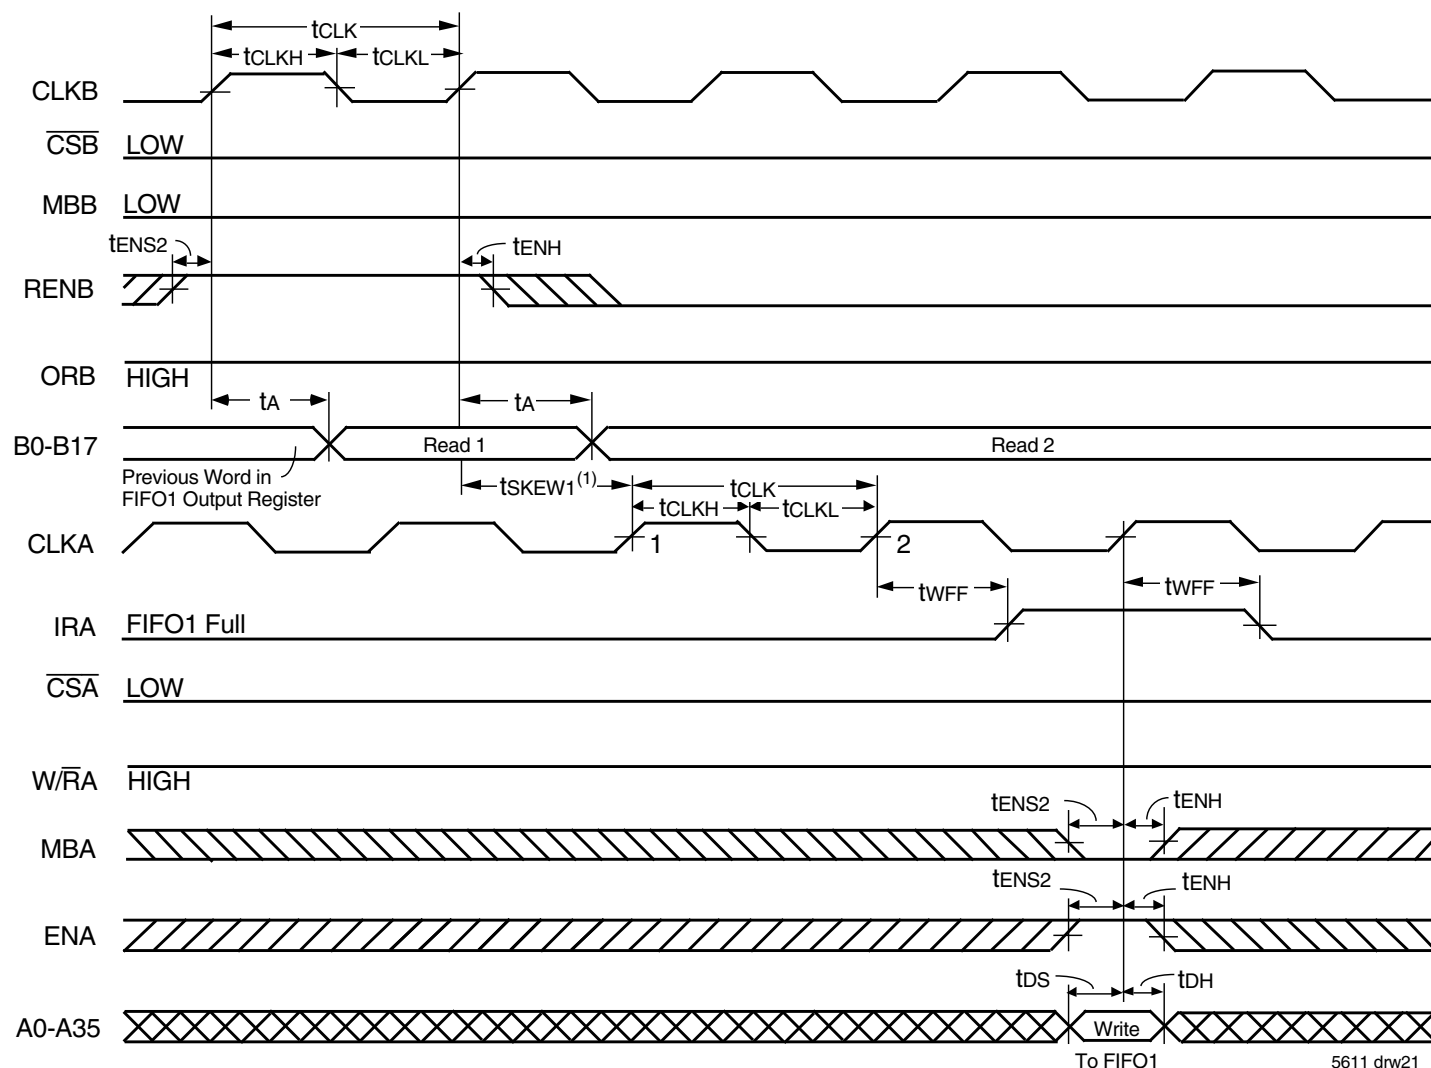 tCLK
tCLKH tCLKL
CLKB
CSB LOW
MBB LOW
tENS2 tENH
RENB
ORB HIGH
tA tA
B0-B17 Read 1 Read 2
Previous Word in
FIFO1 Output Register
tSKEW1(1) tCLK
tCLKH tCLKL
CLKA 1 2
tWFF tWFF
IRA FIFO1 Full
CSA LOW
W/RA HIGH
tENS2 tENH
MBA
tENS2 tENH
ENA
tDS tDH
A0-A35 Write
To FIFO1 5611 drw21